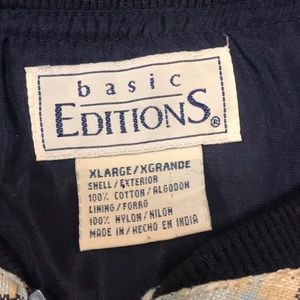 basic
EDITIONS®
XLARGE/XGRANDE
SHELL/EXTERIOR
100% COTTON/ALGODON
LINING/FORRO
100% NYLON/NILON
MADE IN/HECHO EN INDIA